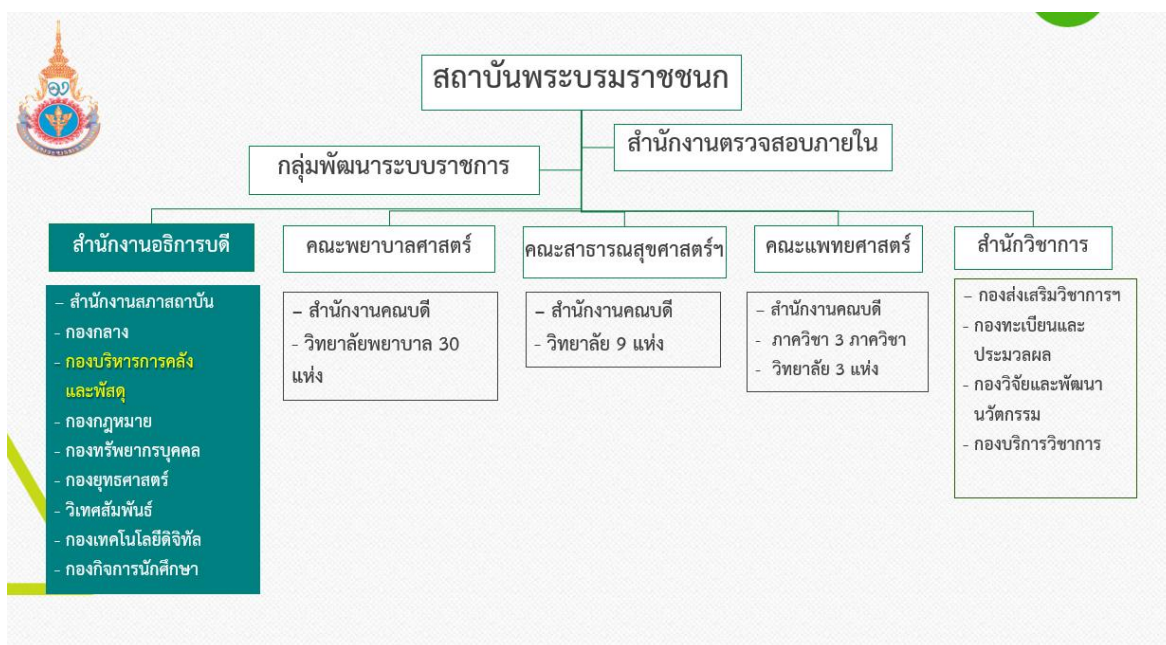 สถาบันพระบรมราชชนก
สำนักงานตรวจสอบภายใน
กลุ่มพัฒนาระบบราชการ
สำนักงานอธิการบดี
– สำนักงานสภาสถาบัน
- กองกลาง
- กองบริหารการคลัง
และพัสดุ
- กองกฎหมาย
- กองทรัพยากรบุคคล
- กองยุทธศาสตร์
- วิเทศสัมพันธ์
- กองเทคโนโลยีดิจิทัล
- กองกิจการนักศึกษา
คณะพยาบาลศาสตร์
– สำนักงานคณบดี
- วิทยาลัยพยาบาล 30
แห่ง
คณะสาธารณสุขศาสตร์ฯ
– สำนักงานคณบดี
- วิทยาลัย 9 แห่ง
คณะแพทยศาสตร์
– สำนักงานคณบดี
- ภาควิชา 3 ภาควิชา
- วิทยาลัย 3 แห่ง
สำนักวิชาการ
– กองส่งเสริมวิชาการฯ
- กองทะเบียนและ
ประมวลผล
- กองวิจัยและพัฒนา
นวัตกรรม
- กองบริการวิชาการ